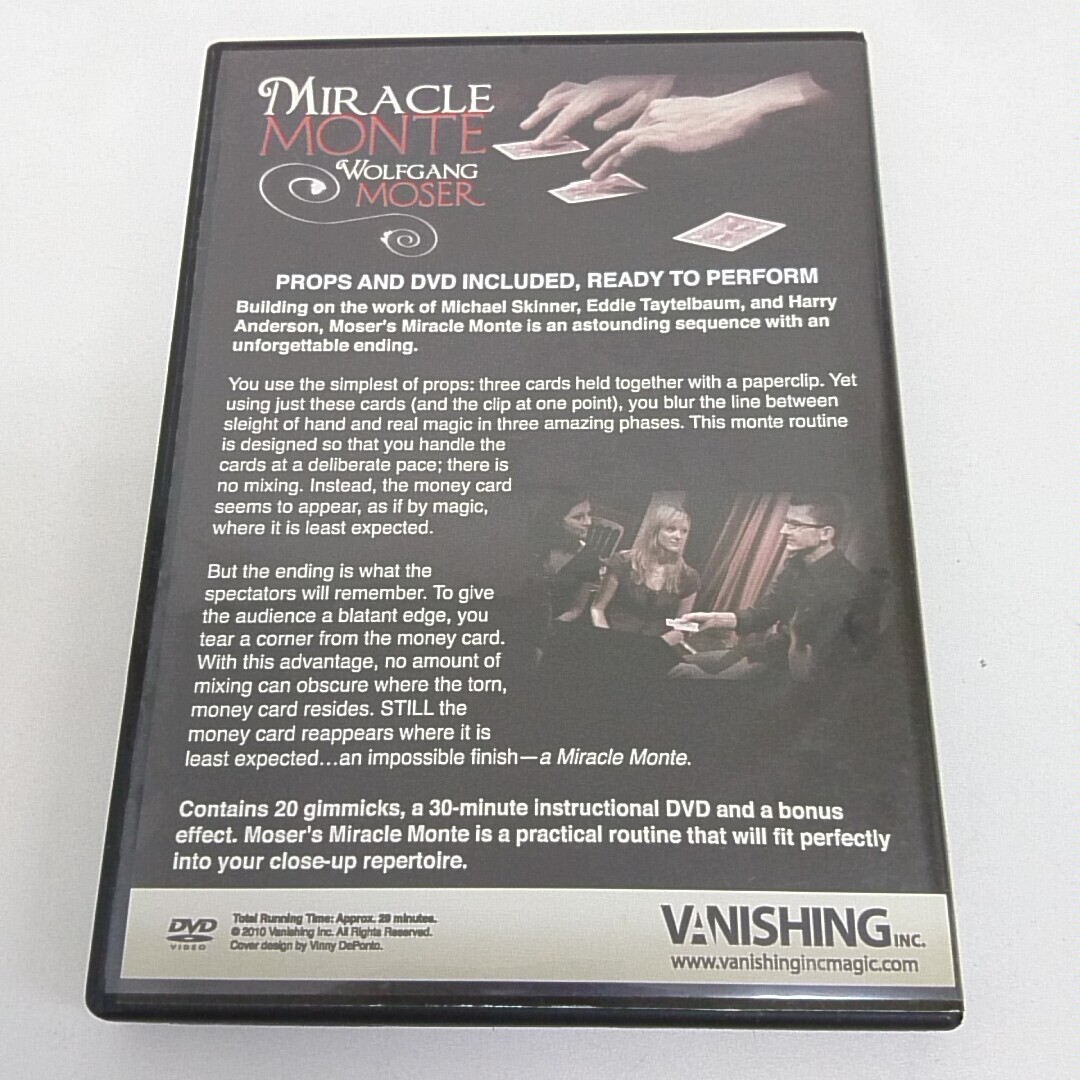 MIRACLE
MONTE
WOLFGANG
MOSER
PROPS AND DVD INCLUDED, READY TO PERFORM
Building on the work of Michael Skinner, Eddie Taytelbaum, and Harry
Anderson, Moser's Miracle Monte is an astounding sequence with an
unforgettable ending.
You use the simplest of props: three cards held together with a paperclip. Yet
using just these cards (and the clip at one point), you blur the line between
sleight of hand and real magic in three amazing phases. This monte routine
is designed so that you handle the
cards at a deliberate pace; there is
no mixing. Instead, the money card
seems to appear, as if by magic,
where it is least expected.
But the ending is what the
spectators will remember. To give
the audience a blatant edge, you
tear a corner from the money card.
With this advantage, no amount of
mixing can obscure where the torn,
money card resides. STILL the
money card reappears where it is
least expected...an impossible finish—a Miracle Monte.
Contains 20 gimmicks, a 30-minute instructional DVD and a bonus
effect. Moser's Miracle Monte is a practical routine that will fit perfectly
into your close-up repertoire.
DVD
VIDEO
Total Running Time: Approx. 29 minutes.
© 2010 Vanishing Inc. All Rights Reserved.
Cover design by Vinny DePonto.
VANISHING INC.
www.vanishingincmagic.com